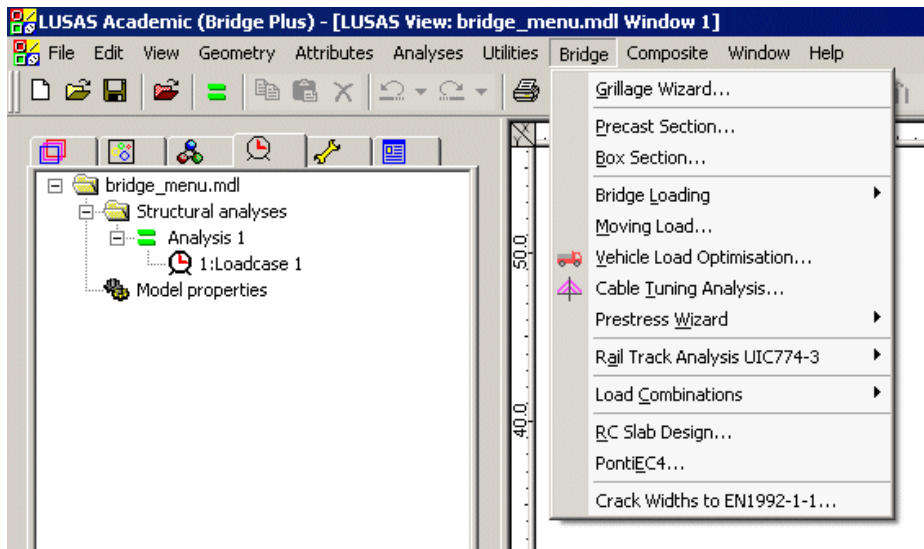 LUSAS Academic (Bridge Plus) - [LUSAS View: bridge_menu.mdl Window 1]
File Edit View Geometry Attributes Analyses Utilities Bridge Composite Window Help
Grillage Wizard...
Precast Section...
Box Section...
Bridge Loading
Moving Load...
Vehicle Load Optimisation...
Cable Tuning Analysis...
Prestress Wizard
Rail Track Analysis UIC774-3
Load Combinations
RC Slab Design...
PontiEC4...
Crack Widths to EN1992-1-1...
bridge_menu.mdl
Structural analyses
Analysis 1
1:Loadcase 1
Model properties
50.0
40.0